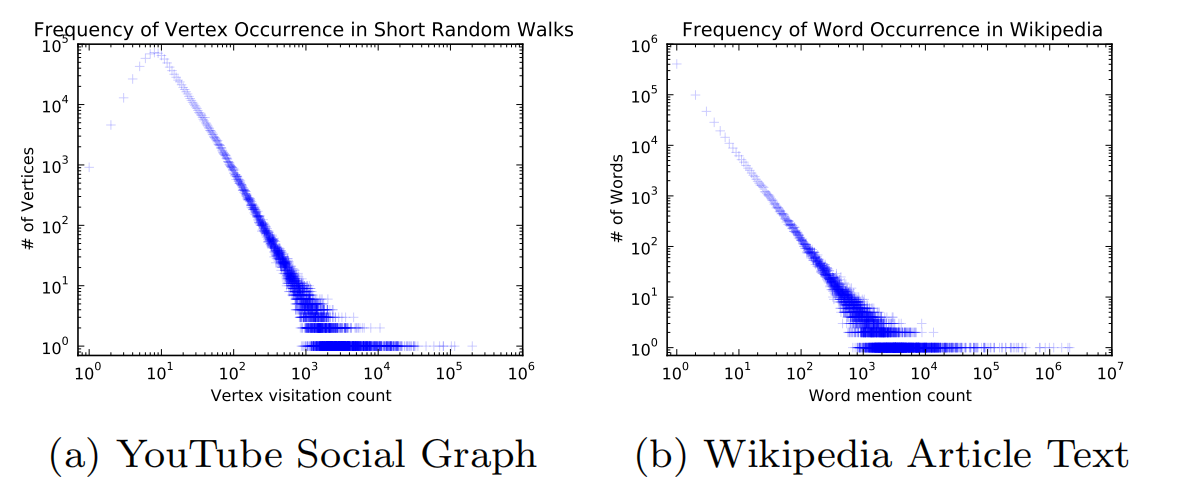 Frequency of Vertex Occurrence in Short Random Walks
10^5
10^4
10^3
10^2
10^1
10^0
# of Vertices
10^0 10^1 10^2 10^3 10^4 10^5 10^6
Vertex visitation count
(a) YouTube Social Graph
Frequency of Word Occurrence in Wikipedia
10^6
10^5
10^4
10^3
10^2
10^1
10^0
# of Words
10^0 10^1 10^2 10^3 10^4 10^5 10^6 10^7
Word mention count
(b) Wikipedia Article Text